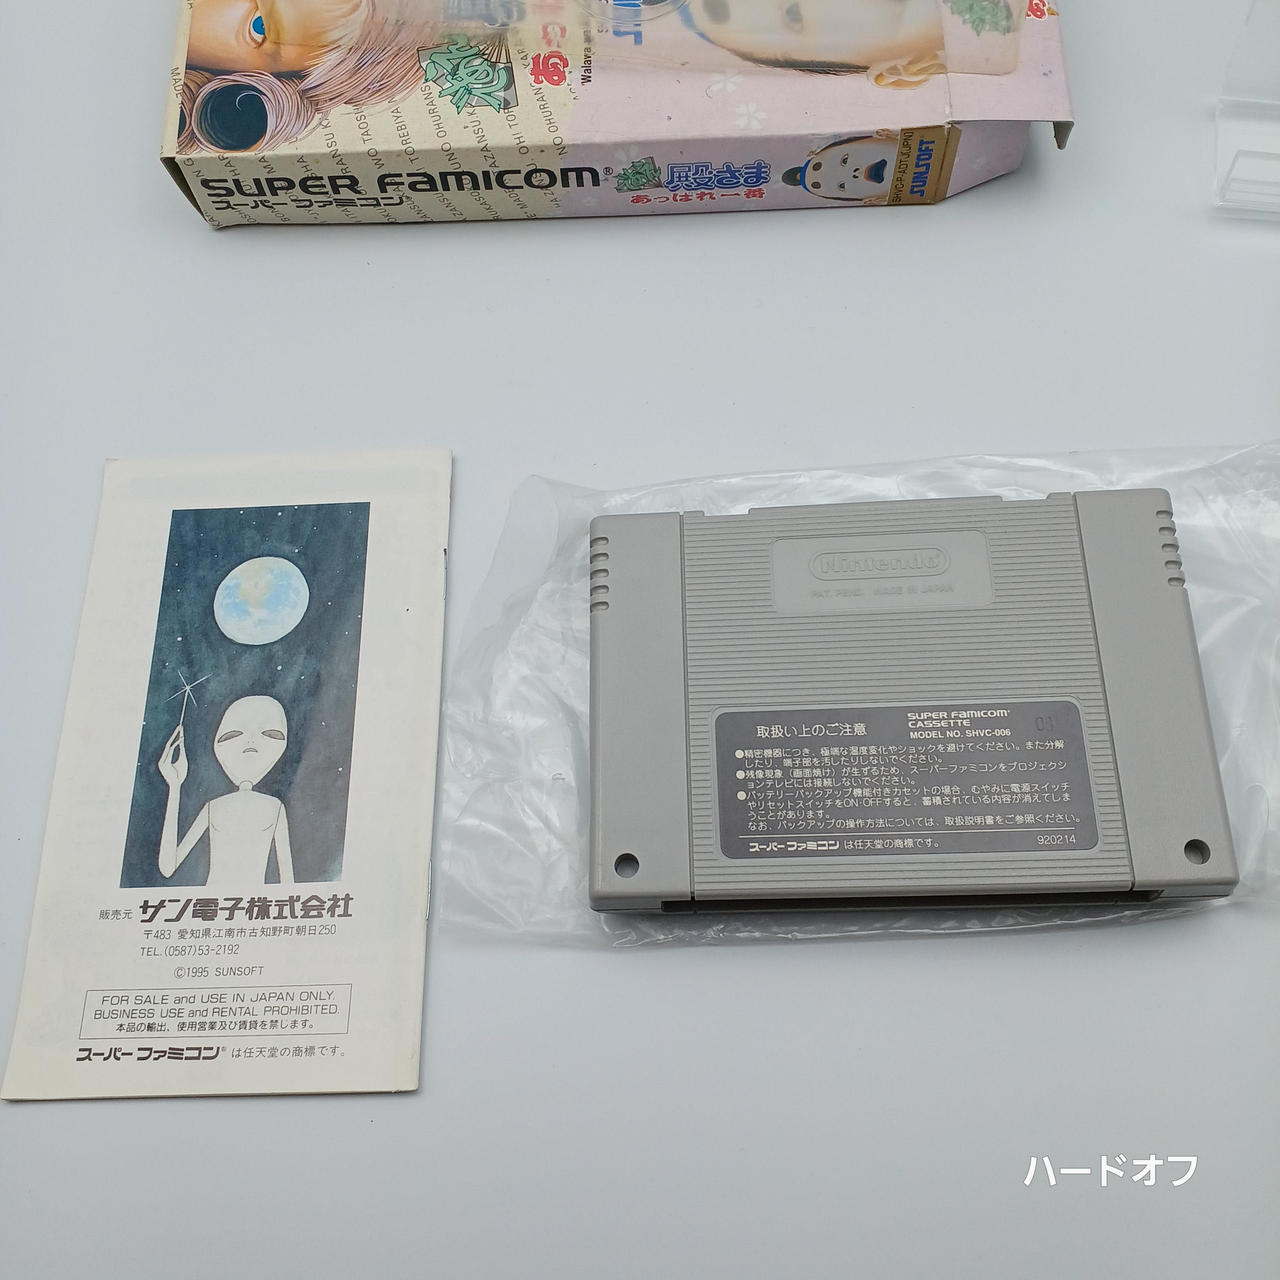 SUPER FAMICOM®
スーパーファミコン
殿さま
あっぱれ一番
SHVC-P-ADTJ(JPN)
SUNSOFT
Nintendo
PAT. PEND. MADE IN JAPAN
取扱い上のご注意
SUPER FAMICOM®
CASSETTE
MODEL NO. SHVC-006
01
●精密機器につき、極端な温度変化やショックを避けてください。また分解
したり、端子部を汚したりしないでください。
●残像現象(画面焼け)が生ずるため、スーパーファミコンをプロジェクシ
ョンテレビには接続しないでください。
●バッテリーバックアップ機能付きカセットの場合、むやみに電源スイッチ
やリセットスイッチをON・OFFすると、蓄積されている内容が消えてしま
うことがあります。
なお、バックアップの操作方法については、取扱説明書をご参照ください。
スーパーファミコン は任天堂の商標です。
920214
販売元 サン電子株式会社
〒483 愛知県江南市古知野町朝日250
TEL.(0587)53-2192
©1995 SUNSOFT
FOR SALE and USE IN JAPAN ONLY.
BUSINESS USE and RENTAL PROHIBITED.
本品の輸出、使用営業及び賃貸を禁じます。
スーパーファミコン® は任天堂の商標です。
ハードオフ